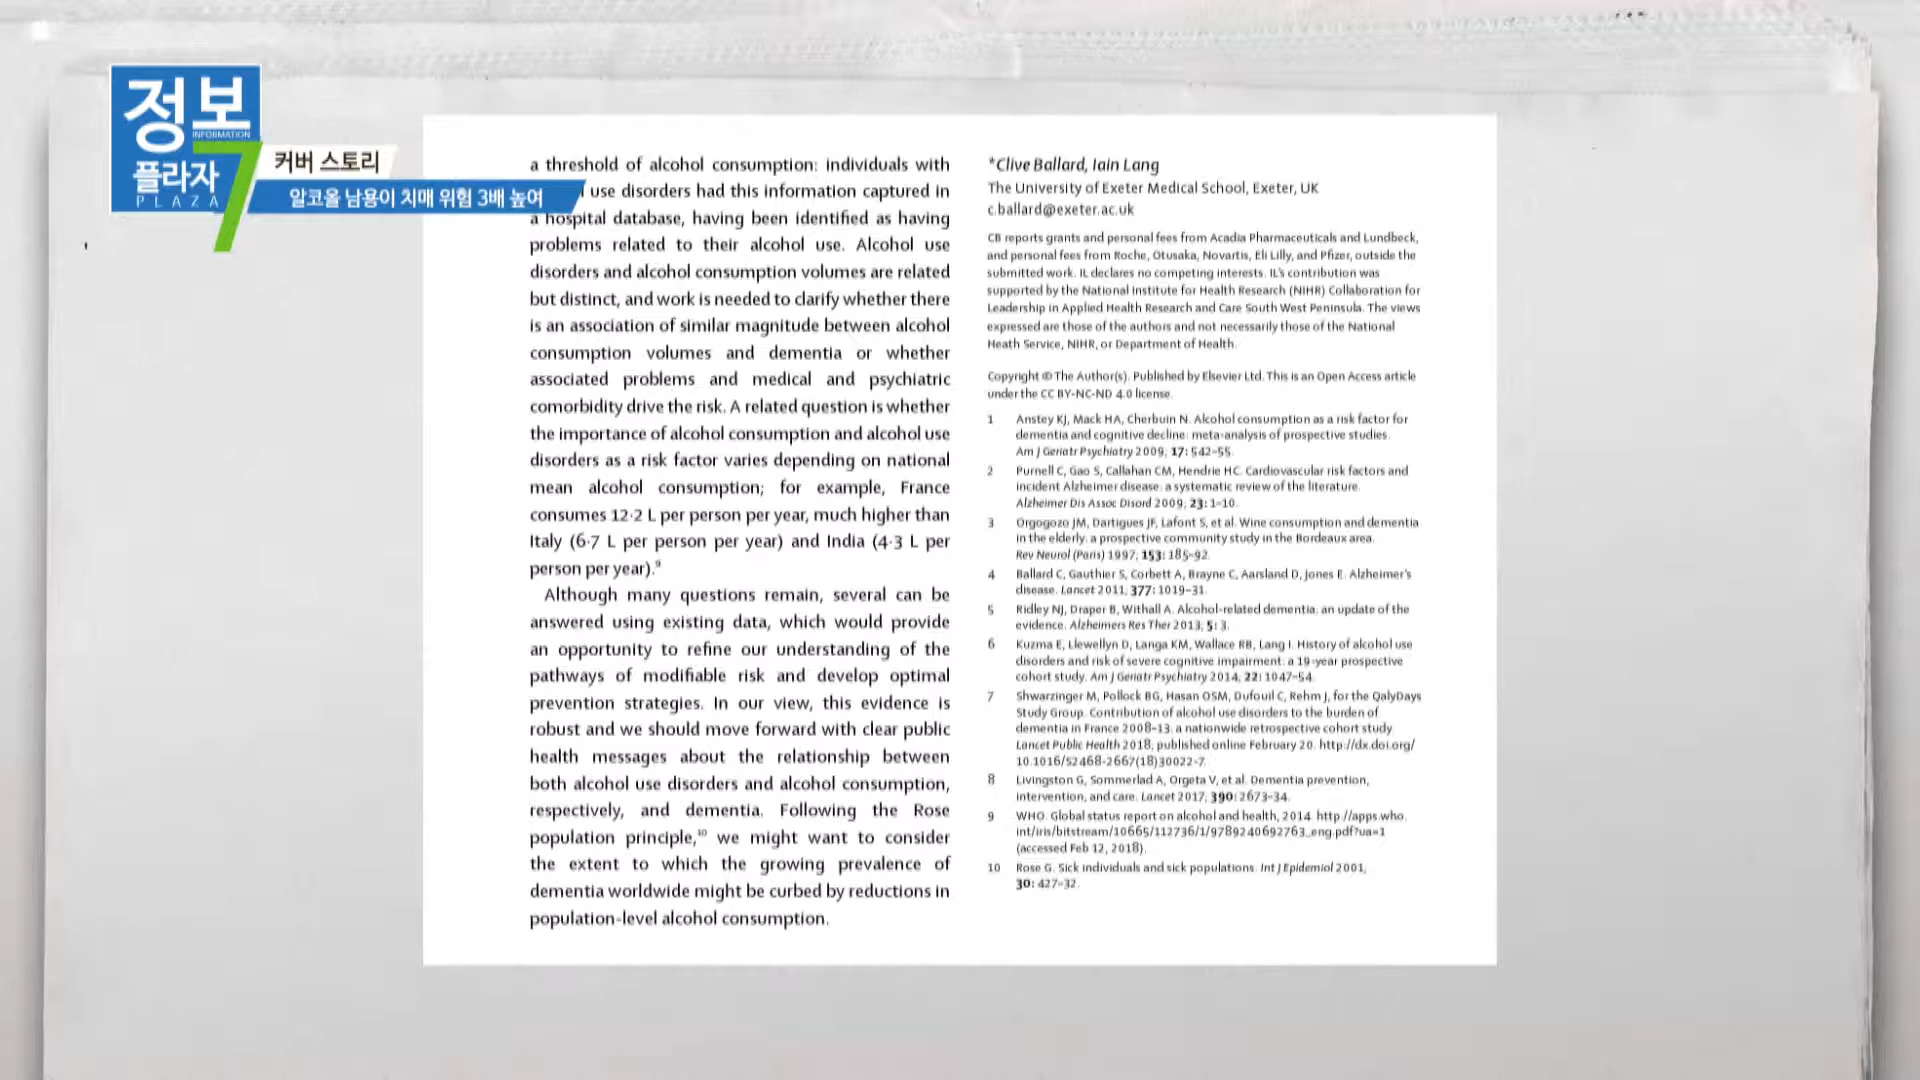 정보
INFORMATION
플라자 7
PLAZA
커버 스토리
알코올 남용이 치매 위험 3배 높여
a threshold of alcohol consumption: individuals with
use disorders had this information captured in
a hospital database, having been identified as having
problems related to their alcohol use. Alcohol use
disorders and alcohol consumption volumes are related
but distinct, and work is needed to clarify whether there
is an association of similar magnitude between alcohol
consumption volumes and dementia or whether
associated problems and medical and psychiatric
comorbidity drive the risk. A related question is whether
the importance of alcohol consumption and alcohol use
disorders as a risk factor varies depending on national
mean alcohol consumption; for example, France
consumes 12·2 L per person per year, much higher than
Italy (6·7 L per person per year) and India (4·3 L per
person per year).⁹
Although many questions remain, several can be
answered using existing data, which would provide
an opportunity to refine our understanding of the
pathways of modifiable risk and develop optimal
prevention strategies. In our view, this evidence is
robust and we should move forward with clear public
health messages about the relationship between
both alcohol use disorders and alcohol consumption,
respectively, and dementia. Following the Rose
population principle,¹⁰ we might want to consider
the extent to which the growing prevalence of
dementia worldwide might be curbed by reductions in
population-level alcohol consumption.
*Clive Ballard, Iain Lang
The University of Exeter Medical School, Exeter, UK
c.ballard@exeter.ac.uk
CB reports grants and personal fees from Acadia Pharmaceuticals and Lundbeck,
and personal fees from Roche, Otusaka, Novartis, Eli Lilly, and Pfizer, outside the
submitted work. IL declares no competing interests. IL's contribution was
supported by the National Institute for Health Research (NIHR) Collaboration for
Leadership in Applied Health Research and Care South West Peninsula. The views
expressed are those of the authors and not necessarily those of the National
Heath Service, NIHR, or Department of Health.
Copyright © The Author(s). Published by Elsevier Ltd. This is an Open Access article
under the CC BY-NC-ND 4.0 license.
1 Anstey KJ, Mack HA, Cherbuin N. Alcohol consumption as a risk factor for
dementia and cognitive decline: meta-analysis of prospective studies.
Am J Geriatr Psychiatry 2009; 17: 542–55.
2 Purnell C, Gao S, Callahan CM, Hendrie HC. Cardiovascular risk factors and
incident Alzheimer disease: a systematic review of the literature.
Alzheimer Dis Assoc Disord 2009; 23: 1–10.
3 Orgogozo JM, Dartigues JF, Lafont S, et al. Wine consumption and dementia
in the elderly: a prospective community study in the Bordeaux area.
Rev Neurol (Paris) 1997; 153: 185–92.
4 Ballard C, Gauthier S, Corbett A, Brayne C, Aarsland D, Jones E. Alzheimer's
disease. Lancet 2011; 377: 1019–31.
5 Ridley NJ, Draper B, Withall A. Alcohol-related dementia: an update of the
evidence. Alzheimers Res Ther 2013; 5: 3.
6 Kuzma E, Llewellyn D, Langa KM, Wallace RB, Lang I. History of alcohol use
disorders and risk of severe cognitive impairment: a 19-year prospective
cohort study. Am J Geriatr Psychiatry 2014; 22: 1047–54.
7 Shwarzinger M, Pollock BG, Hasan OSM, Dufouil C, Rehm J, for the QalyDays
Study Group. Contribution of alcohol use disorders to the burden of
dementia in France 2008–13: a nationwide retrospective cohort study
Lancet Public Health 2018; published online February 20. http://dx.doi.org/
10.1016/S2468-2667(18)30022-7.
8 Livingston G, Sommerlad A, Orgeta V, et al. Dementia prevention,
intervention, and care. Lancet 2017; 390: 2673–34.
9 WHO. Global status report on alcohol and health, 2014. http://apps.who.
int/iris/bitstream/10665/112736/1/9789240692763_eng.pdf?ua=1
(accessed Feb 12, 2018).
10 Rose G. Sick individuals and sick populations. Int J Epidemiol 2001;
30: 427–32.